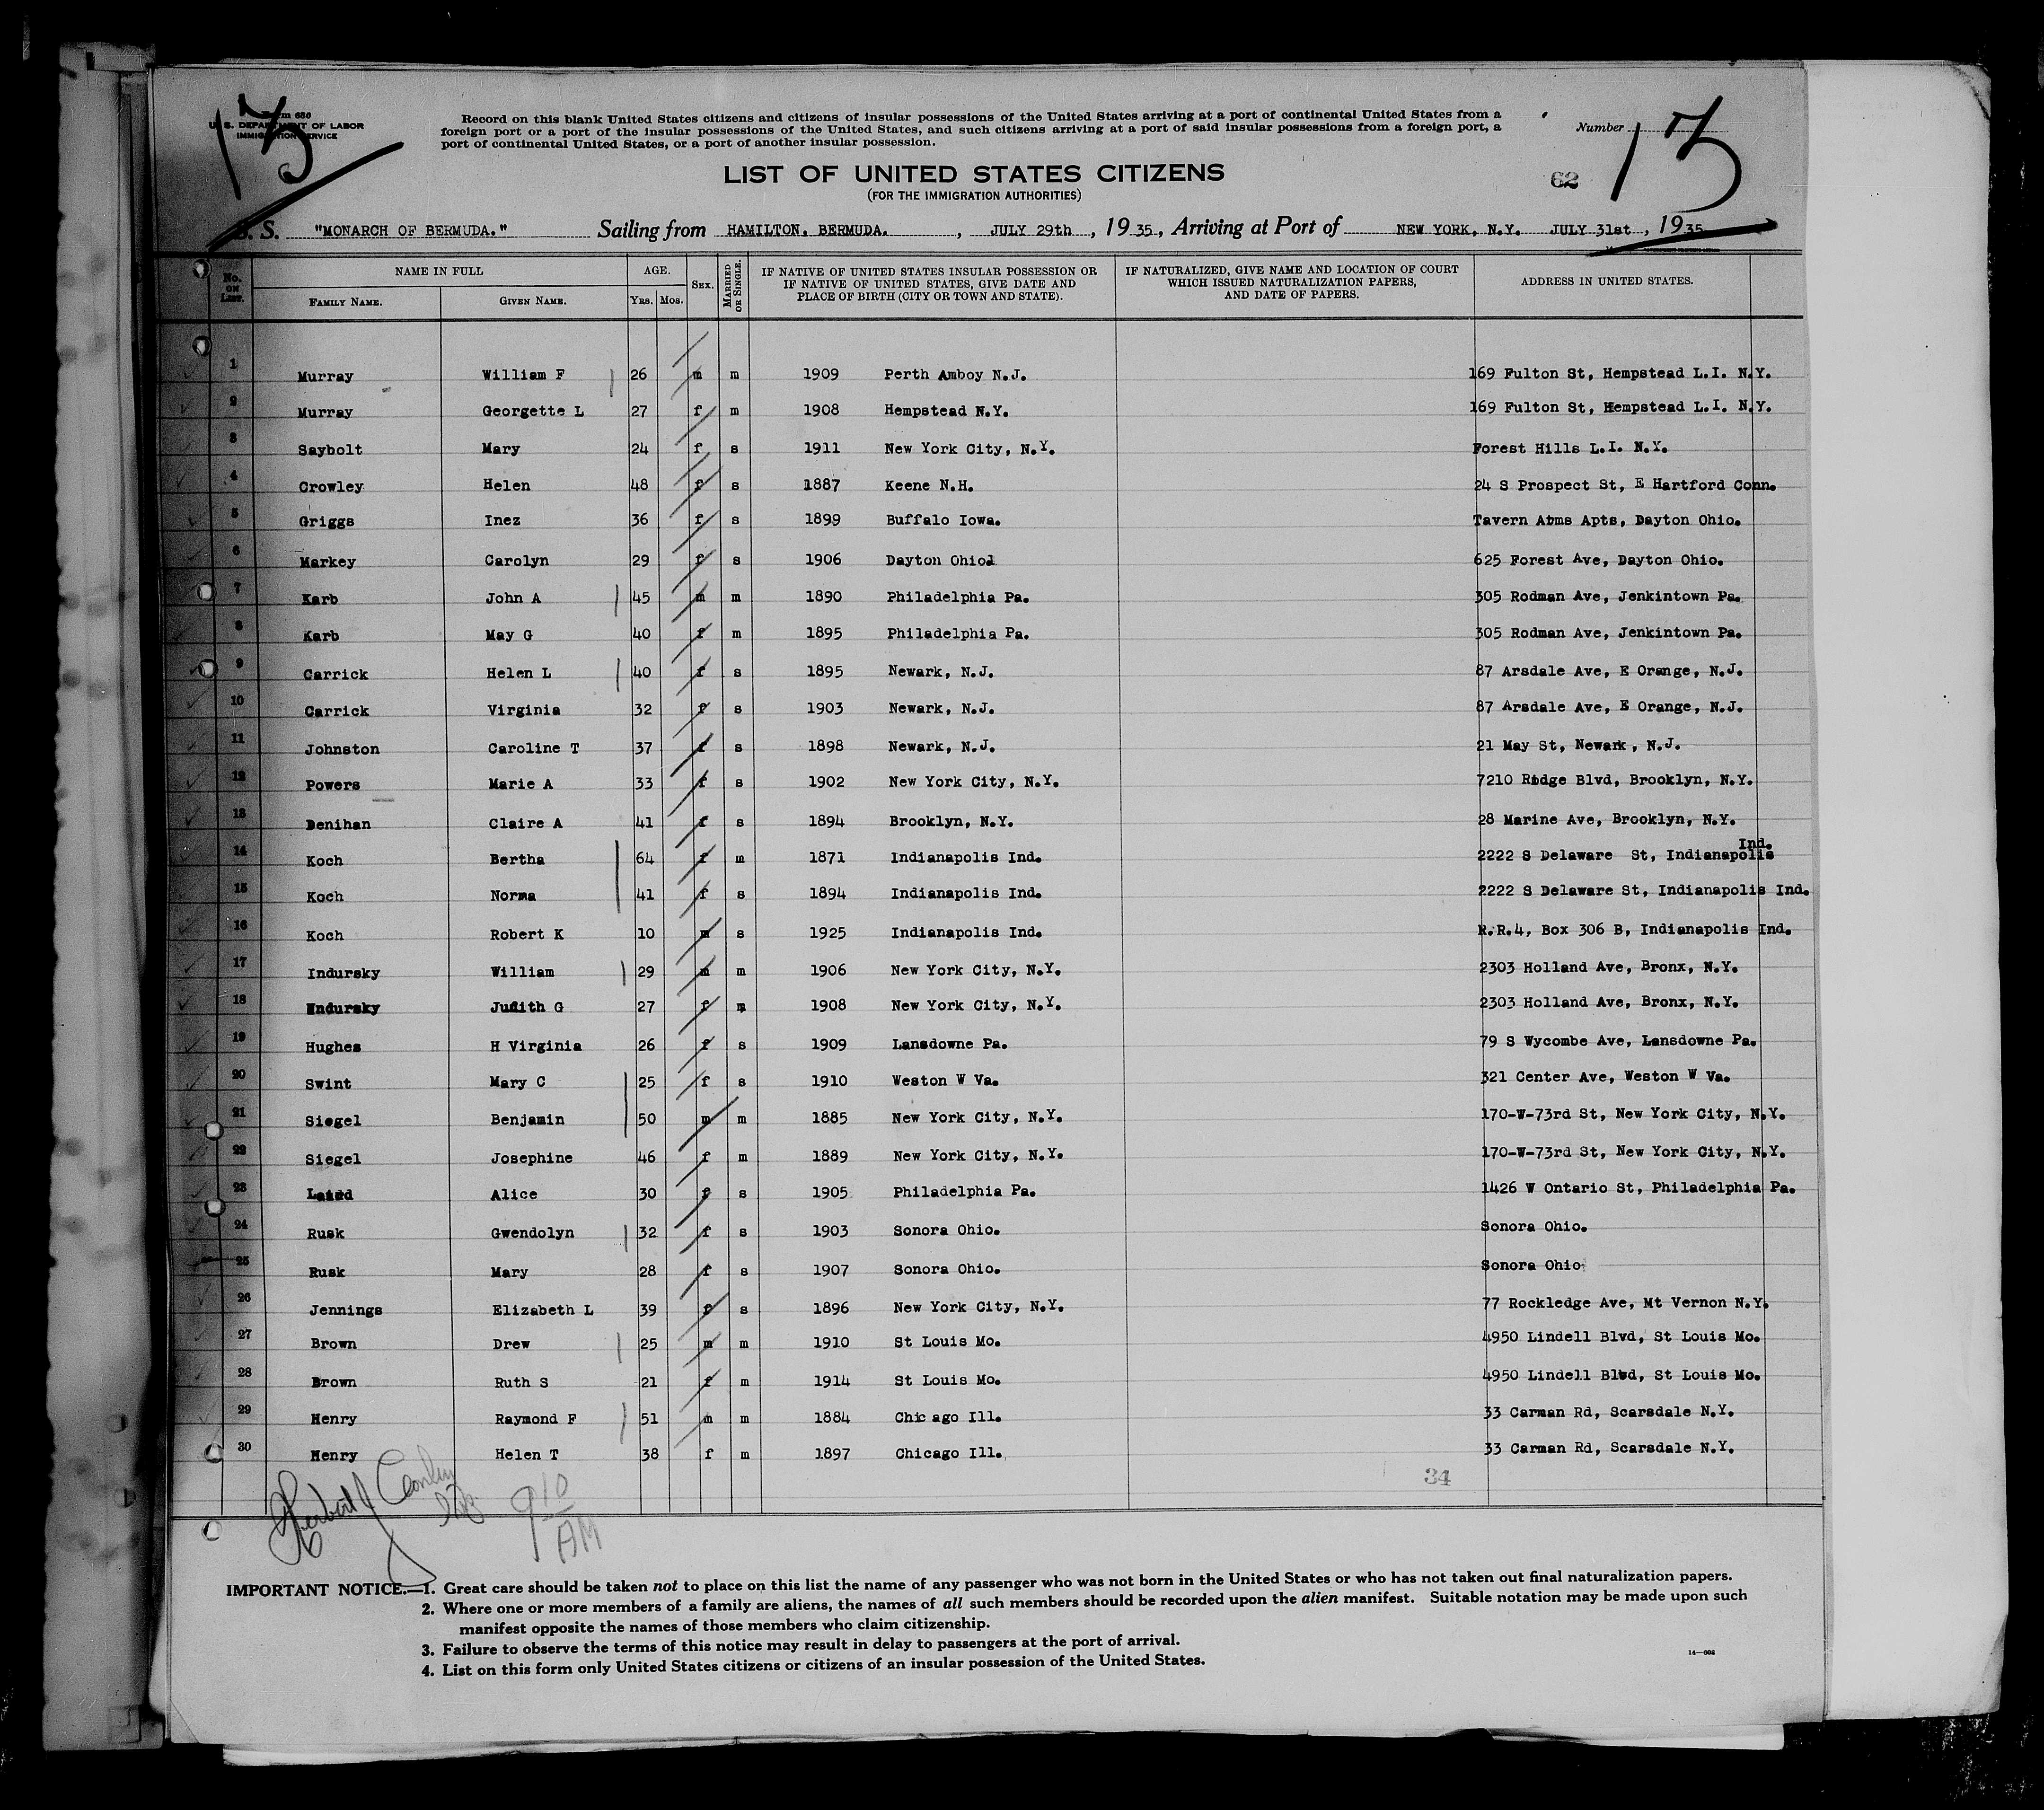 Form 686
U. S. DEPARTMENT OF LABOR
IMMIGRATION SERVICE
13
Record on this blank United States citizens and citizens of insular possessions of the United States arriving at a port of continental United States from a
foreign port or a port of the insular possessions of the United States, and such citizens arriving at a port of said insular possessions from a foreign port, a
port of continental United States, or a port of another insular possession.
Number 13
LIST OF UNITED STATES CITIZENS
(FOR THE IMMIGRATION AUTHORITIES)
62
S. S. "MONARCH OF BERMUDA." Sailing from HAMILTON. BERMUDA. , JULY 29th , 19 35, Arriving at Port of NEW YORK, N.Y. JULY 31st , 19 35
No. ON LIST. NAME IN FULL FAMILY NAME. GIVEN NAME. AGE. YRS. MOS. SEX. MARRIED OR SINGLE. IF NATIVE OF UNITED STATES INSULAR POSSESSION OR IF NATIVE OF UNITED STATES, GIVE DATE AND PLACE OF BIRTH (CITY OR TOWN AND STATE). IF NATURALIZED, GIVE NAME AND LOCATION OF COURT WHICH ISSUED NATURALIZATION PAPERS, AND DATE OF PAPERS. ADDRESS IN UNITED STATES.
1 Murray William F 26 m m 1909 Perth Amboy N.J. 169 Fulton St, Hempstead L.I. N.Y.
2 Murray Georgette L 27 f m 1908 Hempstead N.Y. 169 Fulton St, Hempstead L.I. N.Y.
3 Saybolt Mary 24 f s 1911 New York City, N.Y. Forest Hills L.I. N.Y.
4 Crowley Helen 48 f s 1887 Keene N.H. 24 S Prospect St, E Hartford Conn.
5 Griggs Inez 36 f s 1899 Buffalo Iowa. Tavern Arms Apts, Dayton Ohio.
6 Markey Carolyn 29 f s 1906 Dayton Ohio. 625 Forest Ave, Dayton Ohio.
7 Karb John A 45 m m 1890 Philadelphia Pa. 305 Rodman Ave, Jenkintown Pa.
8 Karb May G 40 f m 1895 Philadelphia Pa. 305 Rodman Ave, Jenkintown Pa.
9 Carrick Helen L 40 f s 1895 Newark, N.J. 87 Arsdale Ave, E Orange, N.J.
10 Carrick Virginia 32 f s 1903 Newark, N.J. 87 Arsdale Ave, E Orange, N.J.
11 Johnston Caroline T 37 f s 1898 Newark, N.J. 21 May St, Newark, N.J.
12 Powers Marie A 33 f s 1902 New York City, N.Y. 7210 Ridge Blvd, Brooklyn, N.Y.
13 Denihan Claire A 41 f s 1894 Brooklyn, N.Y. 28 Marine Ave, Brooklyn, N.Y.
14 Koch Bertha 64 f m 1871 Indianapolis Ind. 2222 S Delaware St, Indianapolis Ind.
15 Koch Norma 41 f s 1894 Indianapolis Ind. 2222 S Delaware St, Indianapolis Ind.
16 Koch Robert K 10 m s 1925 Indianapolis Ind. R.R.4, Box 306 B, Indianapolis Ind.
17 Indursky William 29 m m 1906 New York City, N.Y. 2303 Holland Ave, Bronx, N.Y.
18 Indursky Judith G 27 f m 1908 New York City, N.Y. 2303 Holland Ave, Bronx, N.Y.
19 Hughes H Virginia 26 f s 1909 Lansdowne Pa. 79 S Wycombe Ave, Lansdowne Pa.
20 Swint Mary C 25 f s 1910 Weston W Va. 321 Center Ave, Weston W Va.
21 Siegel Benjamin 50 m m 1885 New York City, N.Y. 170-W-73rd St, New York City, N.Y.
22 Siegel Josephine 46 f m 1889 New York City, N.Y. 170-W-73rd St, New York City, N.Y.
23 Laird Alice 30 f s 1905 Philadelphia Pa. 1426 W Ontario St, Philadelphia Pa.
24 Rusk Gwendolyn 32 f s 1903 Sonora Ohio. Sonora Ohio.
25 Rusk Mary 28 f s 1907 Sonora Ohio. Sonora Ohio
26 Jennings Elizabeth L 39 f s 1896 New York City, N.Y. 77 Rockledge Ave, Mt Vernon N.Y.
27 Brown Drew 25 m m 1910 St Louis Mo. 4950 Lindell Blvd, St Louis Mo.
28 Brown Ruth S 21 f m 1914 St Louis Mo. 4950 Lindell Blvd, St Louis Mo.
29 Henry Raymond F 51 m m 1884 Chicago Ill. 33 Carman Rd, Scarsdale N.Y.
30 Henry Helen T 38 f m 1897 Chicago Ill. 33 Carman Rd, Scarsdale N.Y.
34
9 10 AM
IMPORTANT NOTICE.—1. Great care should be taken not to place on this list the name of any passenger who was not born in the United States or who has not taken out final naturalization papers.
2. Where one or more members of a family are aliens, the names of all such members should be recorded upon the alien manifest. Suitable notation may be made upon such
manifest opposite the names of those members who claim citizenship.
3. Failure to observe the terms of this notice may result in delay to passengers at the port of arrival.
4. List on this form only United States citizens or citizens of an insular possession of the United States.